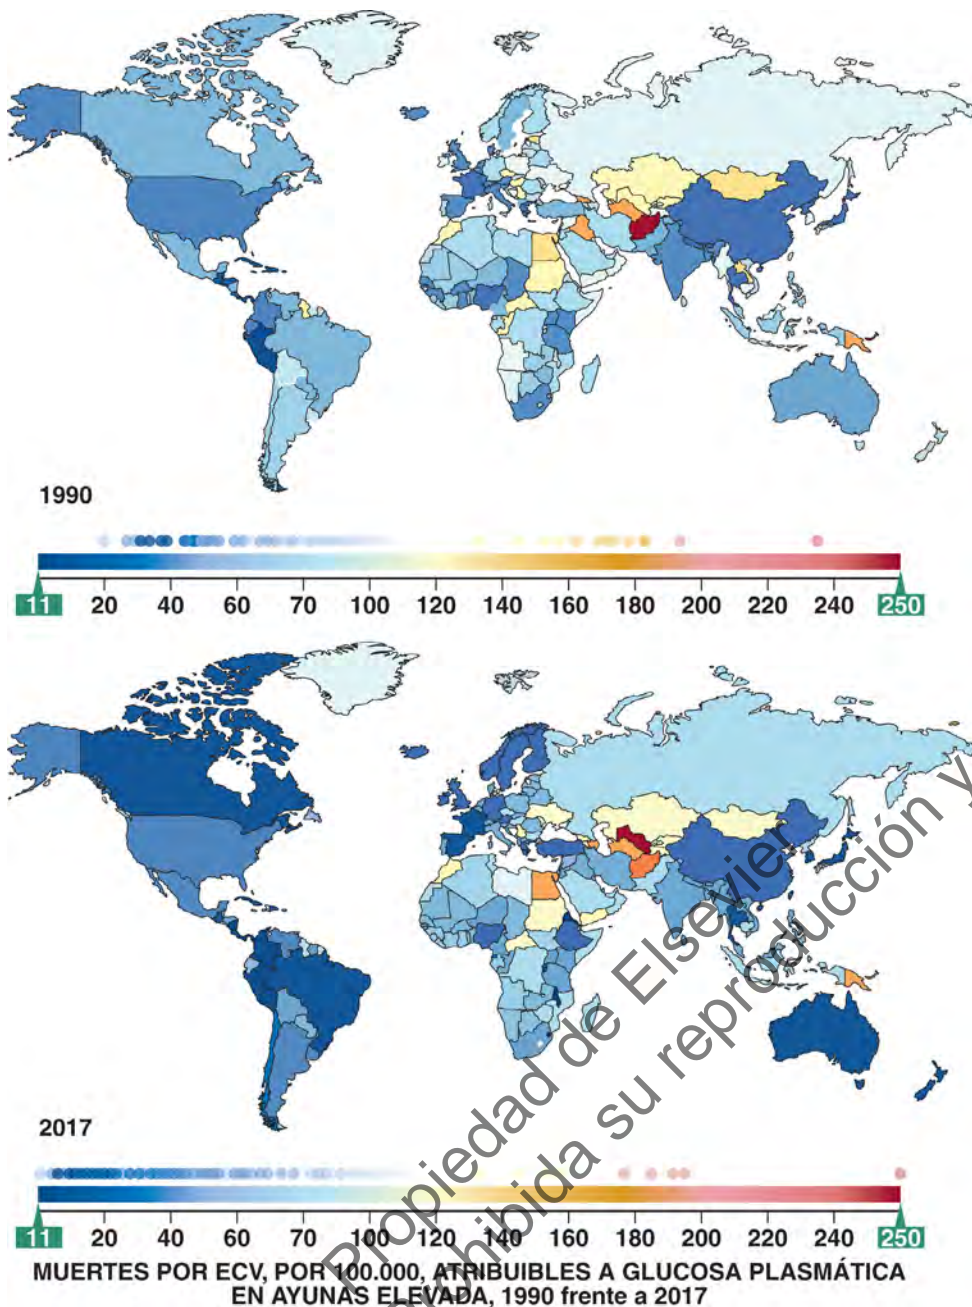 1990
11 20 40 60 80 100 120 140 160 180 200 220 240 250
2017
11 20 40 60 80 100 120 140 160 180 200 220 240 250
MUERTES POR ECV, POR 100.000, ATRIBUIBLES A GLUCOSA PLASMÁTICA
EN AYUNAS ELEVADA, 1990 frente a 2017
Propiedad de Elsevier
prohibida su reproducción y